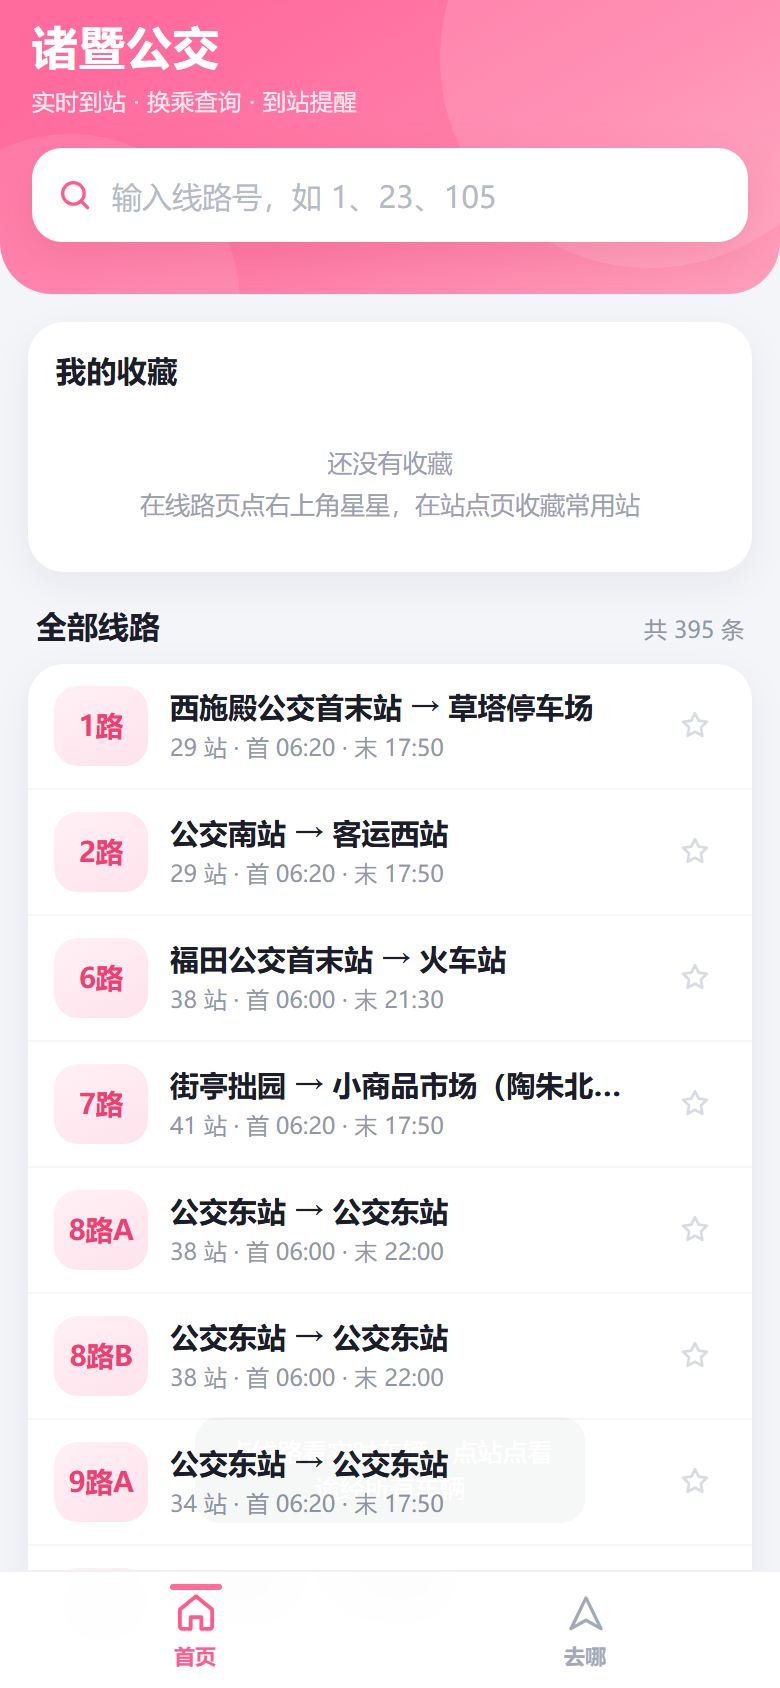 诸暨公交
实时到站 · 换乘查询 · 到站提醒
输入线路号，如 1、23、105
我的收藏
还没有收藏
在线路页点右上角星星，在站点页收藏常用站
全部线路
共 395 条
1路
西施殿公交首末站 → 草塔停车场
29 站 · 首 06:20 · 末 17:50
2路
公交南站 → 客运西站
29 站 · 首 06:20 · 末 17:50
6路
福田公交首末站 → 火车站
38 站 · 首 06:00 · 末 21:30
7路
街亭拙园 → 小商品市场（陶朱北...
41 站 · 首 06:20 · 末 17:50
8路A
公交东站 → 公交东站
38 站 · 首 06:00 · 末 22:00
8路B
公交东站 → 公交东站
38 站 · 首 06:00 · 末 22:00
点站点看
9路A
公交东站 → 公交东站
34 站 · 首 06:20 · 末 17:50
首页
去哪